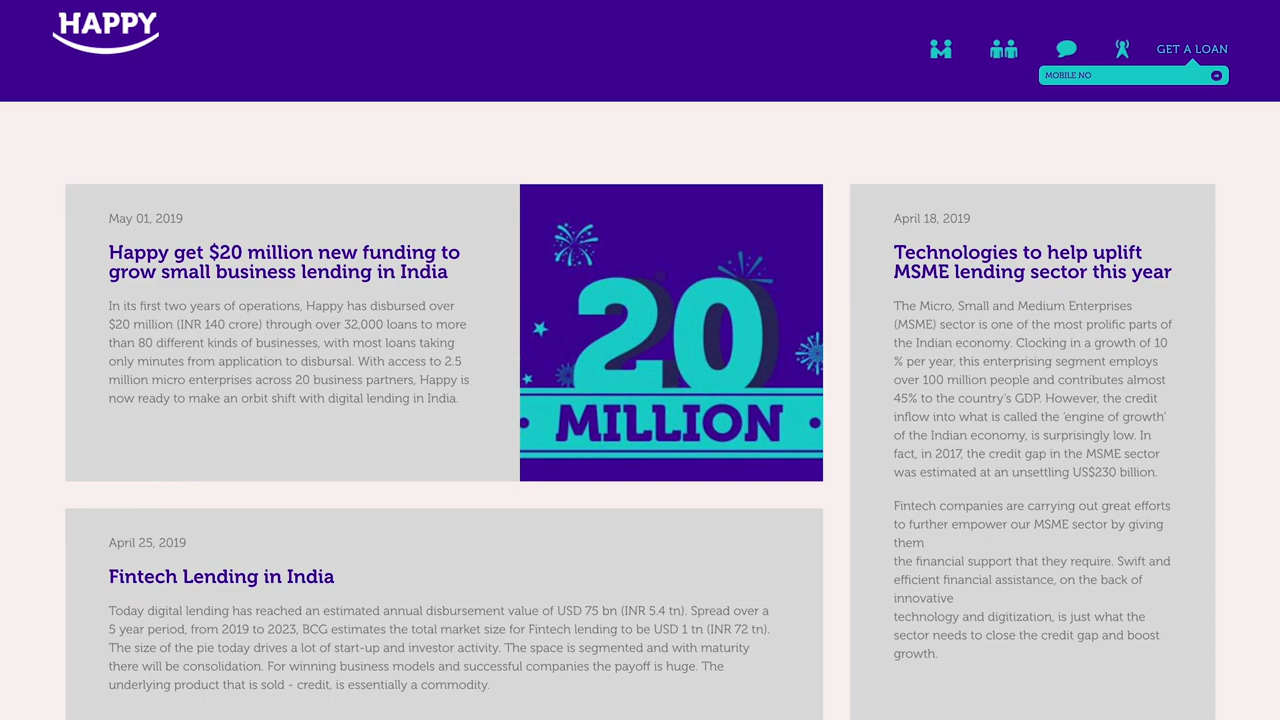 HAPPY
GET A LOAN
MOBILE NO
May 01, 2019
Happy get $20 million new funding to
grow small business lending in India
In its first two years of operations, Happy has disbursed over
$20 million (INR 140 crore) through over 32,000 loans to more
than 80 different kinds of businesses, with most loans taking
only minutes from application to disbursal. With access to 2.5
million micro enterprises across 20 business partners, Happy is
now ready to make an orbit shift with digital lending in India.
20
MILLION
April 25, 2019
Fintech Lending in India
Today digital lending has reached an estimated annual disbursement value of USD 75 bn (INR 5.4 tn). Spread over a
5 year period, from 2019 to 2023, BCG estimates the total market size for Fintech lending to be USD 1 tn (INR 72 tn).
The size of the pie today drives a lot of start-up and investor activity. The space is segmented and with maturity
there will be consolidation. For winning business models and successful companies the payoff is huge. The
underlying product that is sold - credit, is essentially a commodity.
April 18, 2019
Technologies to help uplift
MSME lending sector this year
The Micro, Small and Medium Enterprises
(MSME) sector is one of the most prolific parts of
the Indian economy. Clocking in a growth of 10
% per year, this enterprising segment employs
over 100 million people and contributes almost
45% to the country's GDP. However, the credit
inflow into what is called the 'engine of growth'
of the Indian economy, is surprisingly low. In
fact, in 2017, the credit gap in the MSME sector
was estimated at an unsettling US$230 billion.
Fintech companies are carrying out great efforts
to further empower our MSME sector by giving
them
the financial support that they require. Swift and
efficient financial assistance, on the back of
innovative
technology and digitization, is just what the
sector needs to close the credit gap and boost
growth.